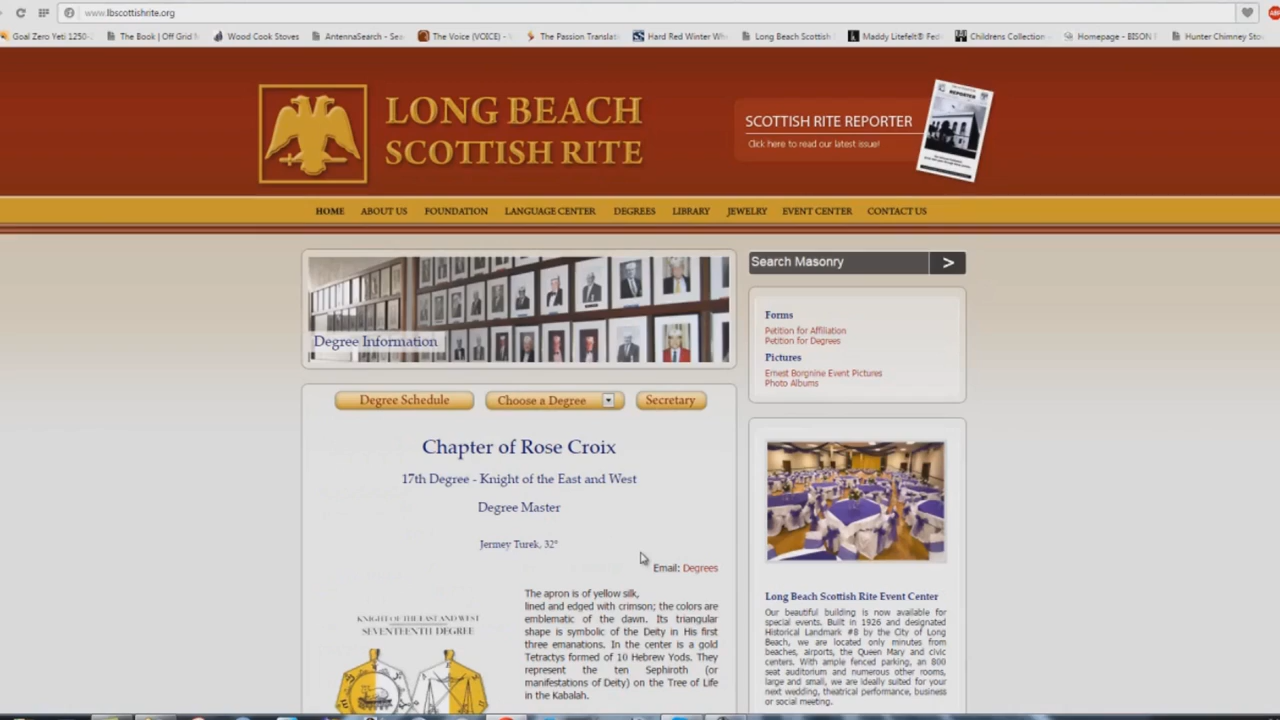 www.lbscottishrite.org
Goal Zero Yeti 1250- The Book | Off Grid Wood Cook Stoves AntennaSearch - Sea The Voice (VOICE) - The Passion Translati Hard Red Winter Wh Long Beach Scottish Maddy Litefelt® Fed Childrens Collection Homepage - BISON Hunter Chimney Sto
LONG BEACH
SCOTTISH RITE
SCOTTISH RITE REPORTER
Click here to read our latest issue!
REPORTER
HOME ABOUT US FOUNDATION LANGUAGE CENTER DEGREES LIBRARY JEWELRY EVENT CENTER CONTACT US
Degree Information
Search Masonry >
Forms
Petition for Affiliation
Petition for Degrees
Pictures
Ernest Borgnine Event Pictures
Photo Albums
Degree Schedule Choose a Degree Secretary
Chapter of Rose Croix
17th Degree - Knight of the East and West
Degree Master
Jermey Turek, 32°
Email: Degrees
KNIGHT OF THE EAST AND WEST
SEVENTEENTH DEGREE
The apron is of yellow silk,
lined and edged with crimson; the colors are
emblematic of the dawn. Its triangular
shape is symbolic of the Deity in His first
three emanations. In the center is a gold
Tetractys formed of 10 Hebrew Yods. They
represent the ten Sephiroth (or
manifestations of Deity) on the Tree of Life
in the Kabalah.
Long Beach Scottish Rite Event Center
Our beautiful building is now available for
special events. Built in 1926 and designated
Historical Landmark #8 by the City of Long
Beach, we are located only minutes from
beaches, airports, the Queen Mary and civic
centers. With ample fenced parking, an 800
seat auditorium and numerous other rooms,
large and small, we are ideally suited for your
next wedding, theatrical performance, business
or social meeting.